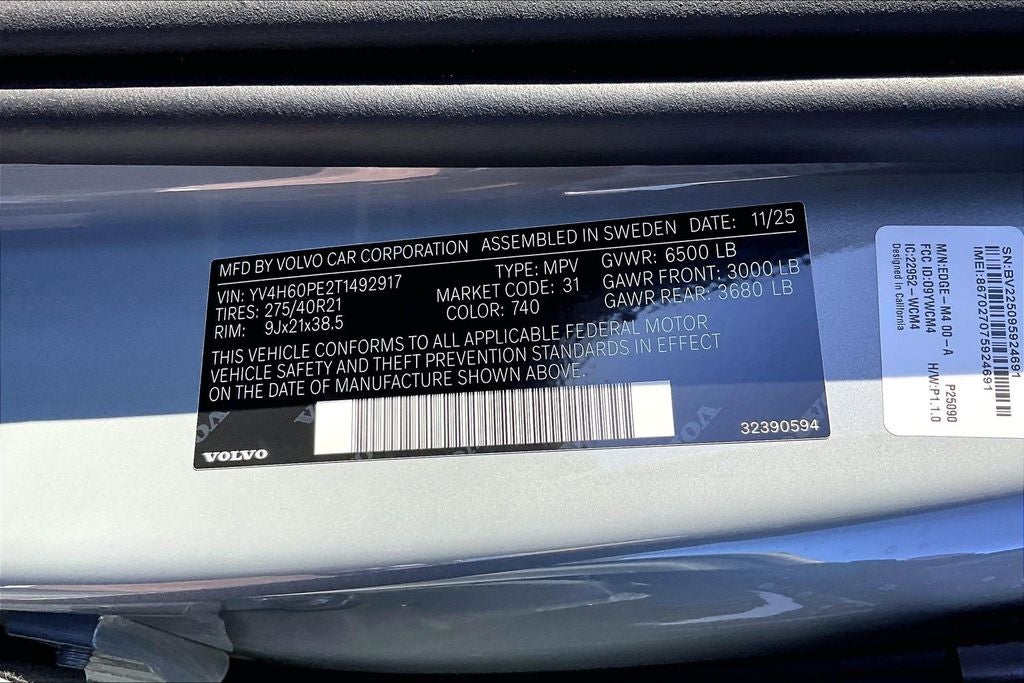 MFD BY VOLVO CAR CORPORATION ASSEMBLED IN SWEDEN DATE: 11/25
VIN: YV4H60PE2T1492917 TYPE: MPV GVWR: 6500 LB
TIRES: 275/40R21 MARKET CODE: 31 GAWR FRONT: 3000 LB
RIM: 9Jx21x38.5 COLOR: 740 GAWR REAR: 3680 LB
THIS VEHICLE CONFORMS TO ALL APPLICABLE FEDERAL MOTOR
VEHICLE SAFETY AND THEFT PREVENTION STANDARDS IN EFFECT
ON THE DATE OF MANUFACTURE SHOWN ABOVE.
VOLVO
32390594
SN:BV225095924691
IMEI:867027075924691
M/N:EDGE-M4 00-A P25090
FCC ID:09YWCM4 H/W:P1.1.0
IC:22952-WCM4
Designed in California